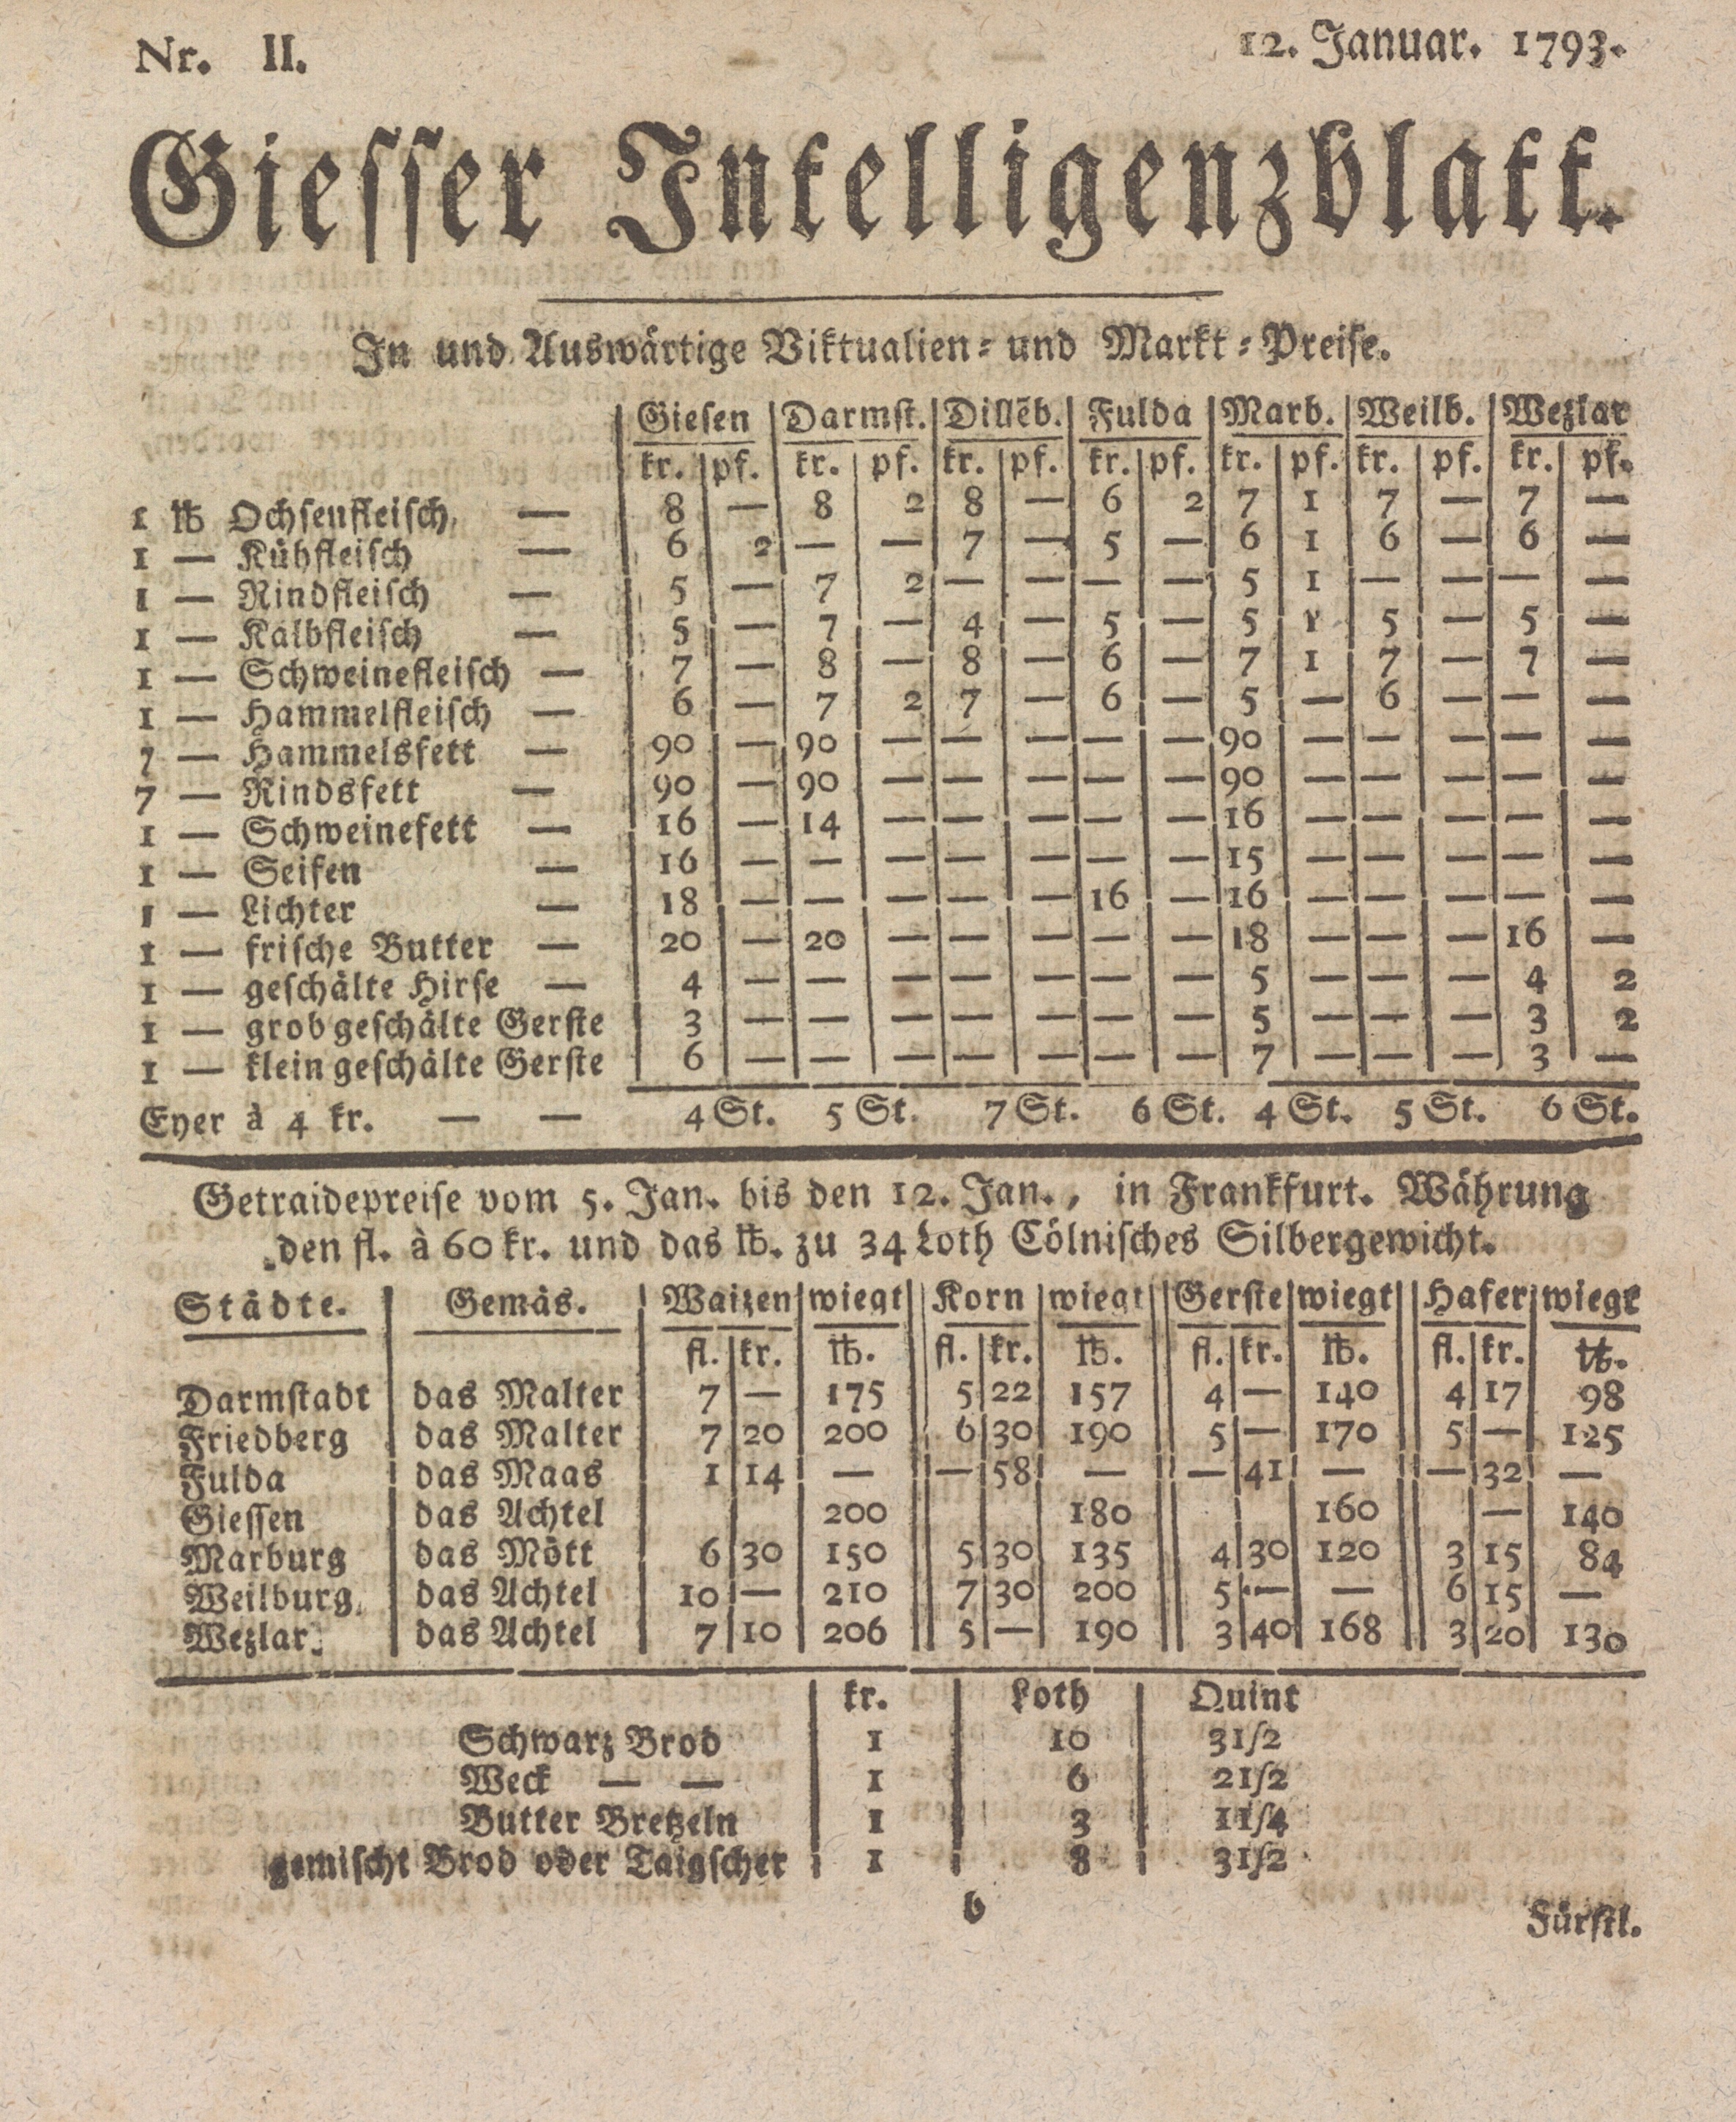 Nr. II. 12. Januar. 1793.
Giesser Intelligenzblatt.
In und Auswärtige Viktualien- und Markt-Preise.
Giesen | Darmst. | Dillēb. | Fulda | Marb. | Weilb. | Wezlar
kr. | pf. | kr. | pf. | kr. | pf. | kr. | pf. | kr. | pf. | kr. | pf. | kr. | pf.
1 ℔ Ochsenfleisch — 8 | — | 8 | 2 | 8 | — | 6 | 2 | 7 | 1 | 7 | — | 7 | —
1 — Kühfleisch — 6 | 2 | — | — | 7 | — | 5 | — | 6 | 1 | 6 | — | 6 | —
1 — Rindfleisch — 5 | — | 7 | 2 | — | — | — | — | 5 | 1 | — | — | — | —
1 — Kalbfleisch — 5 | — | 7 | — | 4 | — | 5 | — | 5 | 1 | 5 | — | 5 | —
1 — Schweinefleisch — 7 | — | 8 | — | 8 | — | 6 | — | 7 | 1 | 7 | — | 7 | —
1 — Hammelfleisch — 6 | — | 7 | 2 | 7 | — | 6 | — | 5 | — | 6 | — | — | —
7 — Hammelsfett — 90 | — | 90 | — | — | — | — | — | 90 | — | — | — | — | —
7 — Rindsfett — 90 | — | 90 | — | — | — | — | — | 90 | — | — | — | — | —
1 — Schweinefett — 16 | — | 14 | — | — | — | — | — | 16 | — | — | — | — | —
1 — Seifen — 16 | — | — | — | — | — | — | — | 15 | — | — | — | — | —
1 — Lichter — 18 | — | — | — | — | — | 16 | — | 16 | — | — | — | — | —
1 — frische Butter — 20 | — | 20 | — | — | — | — | — | 18 | — | — | — | 16 | —
1 — geschälte Hirse — 4 | — | — | — | — | — | — | — | 5 | — | — | — | 4 | 2
1 — grob geschälte Gerste 3 | — | — | — | — | — | — | — | 5 | — | — | — | 3 | 2
1 — klein geschälte Gerste 6 | — | — | — | — | — | — | — | 7 | — | — | — | 3 | —
Eyer à 4 kr. — — 4 St. 5 St. 7 St. 6 St. 4 St. 5 St. 6 St.
Getraidepreise vom 5. Jan. bis den 12. Jan., in Frankfurt. Währung
den fl. à 60 kr. und das ℔. zu 34 Loth Cölnisches Silbergewicht.
Städte. | Gemäs. | Waizen | wiegt || Korn | wiegt || Gerste | wiegt || Hafer | wiegt
fl. | kr. | ℔. || fl. | kr. | ℔. || fl. | kr. | ℔. || fl. | kr. | ℔.
Darmstadt | das Malter | 7 | — | 175 || 5 | 22 | 157 || 4 | — | 140 || 4 | 17 | 98
Friedberg | das Malter | 7 | 20 | 200 || 6 | 30 | 190 || 5 | — | 170 || 5 | — | 125
Fulda | das Maas | 1 | 14 | — || — | 58 | — || — | 41 | — || — | 32 | —
Giessen | das Achtel | | | 200 || | | 180 || | | 160 || | — | 140
Marburg | das Mött | 6 | 30 | 150 || 5 | 30 | 135 || 4 | 30 | 120 || 3 | 15 | 84
Weilburg. | das Achtel | 10 | — | 210 || 7 | 30 | 200 || 5 | — | — || 6 | 15 | —
Wezlar. | das Achtel | 7 | 10 | 206 || 5 | — | 190 || 3 | 40 | 168 || 3 | 20 | 130
kr. | Loth | Quint
Schwarz Brod | 1 | 10 | 3 1/2
Weck — — | 1 | 6 | 2 1/2
Butter Bretzeln | 1 | 3 | 1 1/4
gemischt Brod oder Taigscher | 1 | 8 | 3 1/2
b
Fürstl.